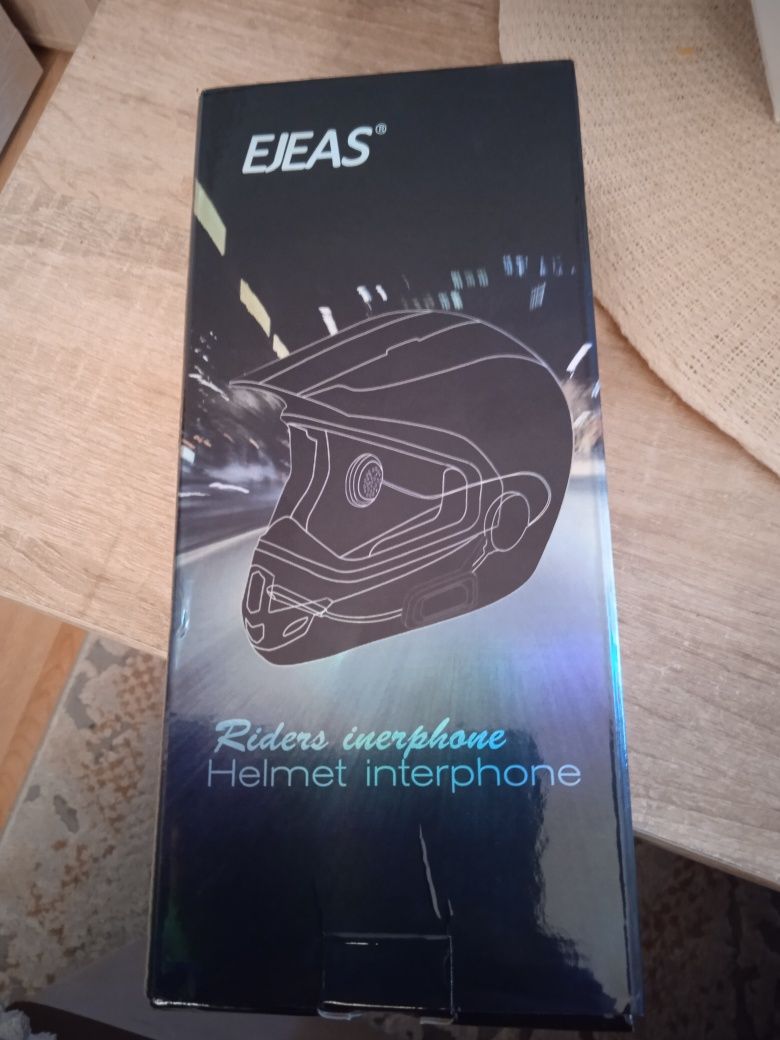 EJEAS®
Riders inerphone
Helmet interphone